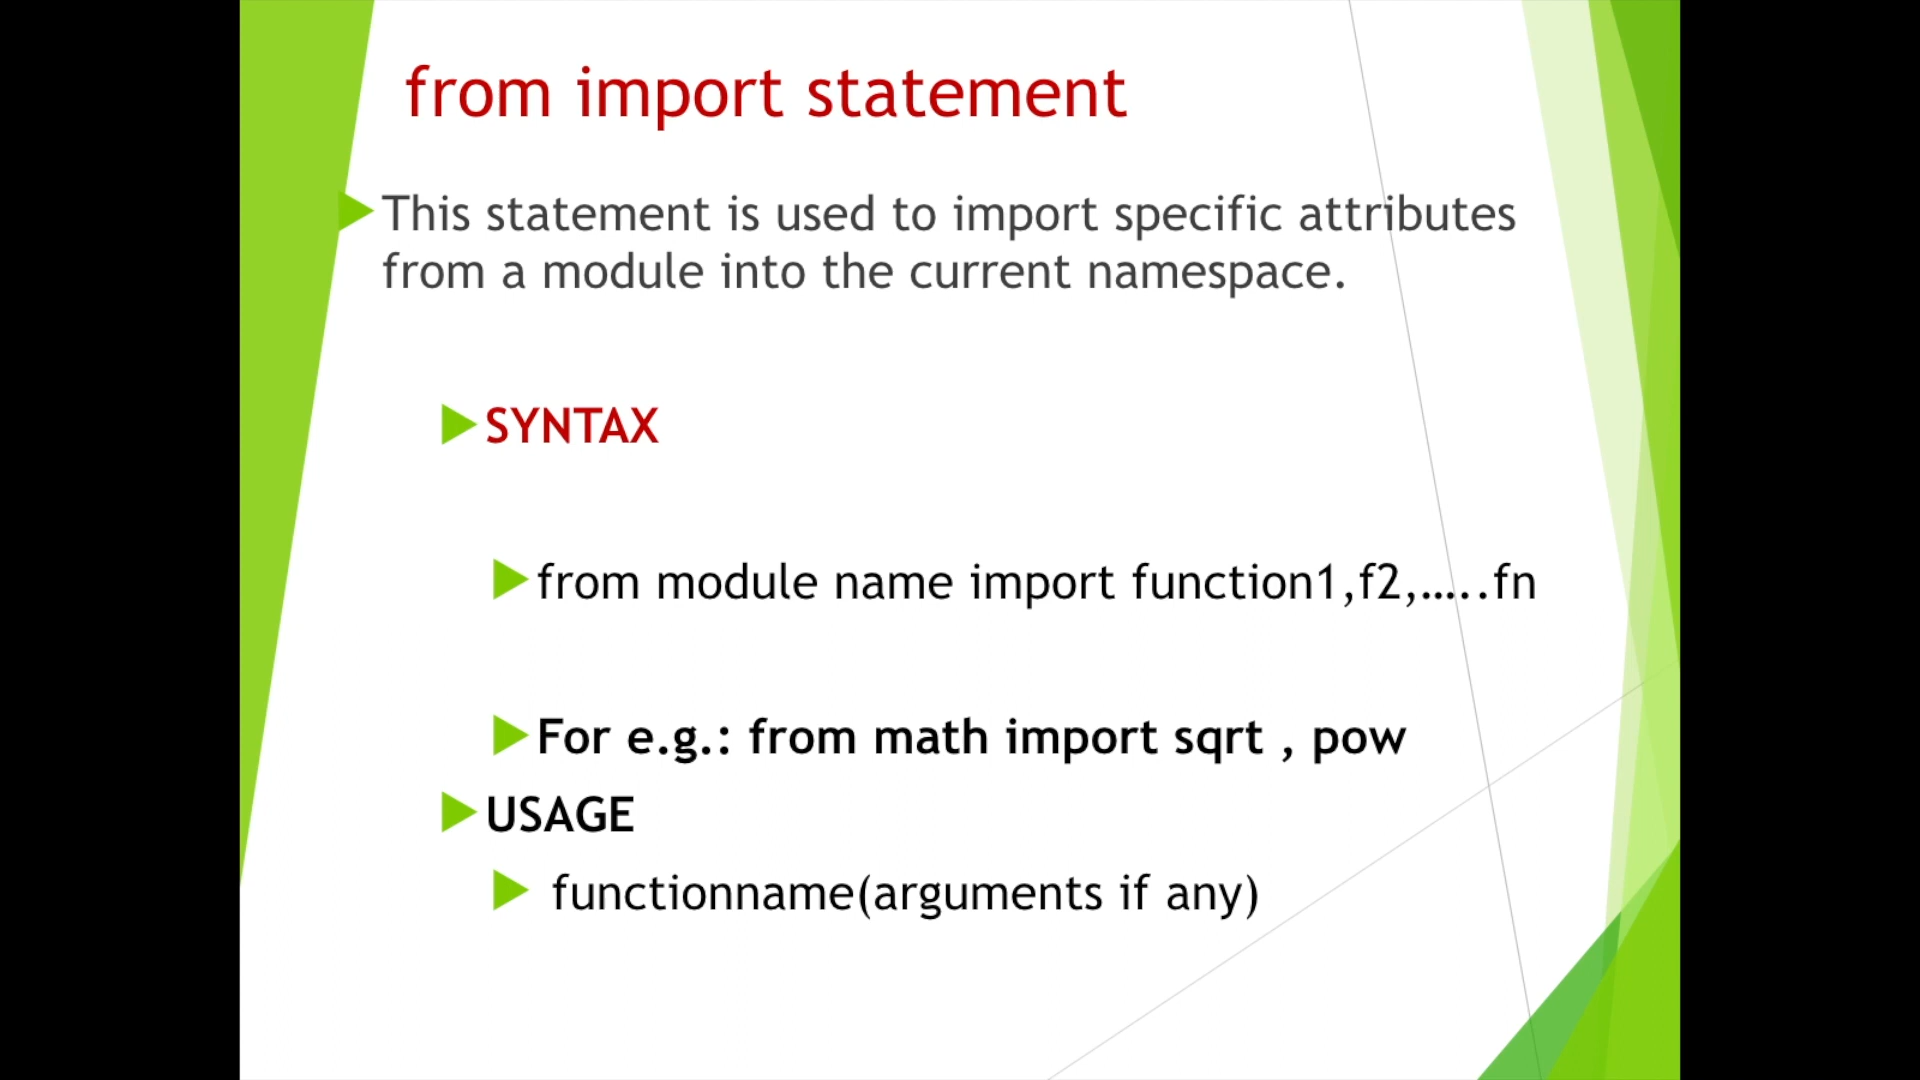 from import statement
This statement is used to import specific attributes
from a module into the current namespace.
SYNTAX
from module name import function1,f2,…..fn
For e.g.: from math import sqrt , pow
USAGE
functionname(arguments if any)